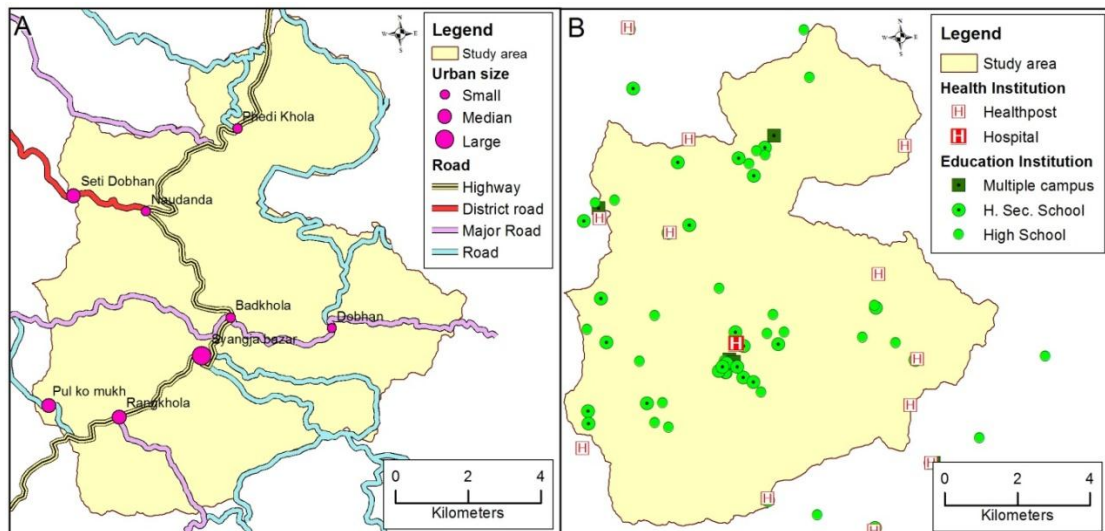 A
N
W E
S
Legend
Study area
Urban size
Small
Median
Large
Road
Highway
District road
Major Road
Road
Phedi Khola
Seti Dobhan
Naudanda
Badkhola
Dobhan
Syangja bazar
Pul ko mukh
Rangkhola
0 2 4
Kilometers
B
N
W E
S
Legend
Study area
Health Institution
H Healthpost
H Hospital
Education Institution
Multiple campus
H. Sec. School
High School
H
H
H
H
H
H
H
H
H
H
H
H
H
0 2 4
Kilometers